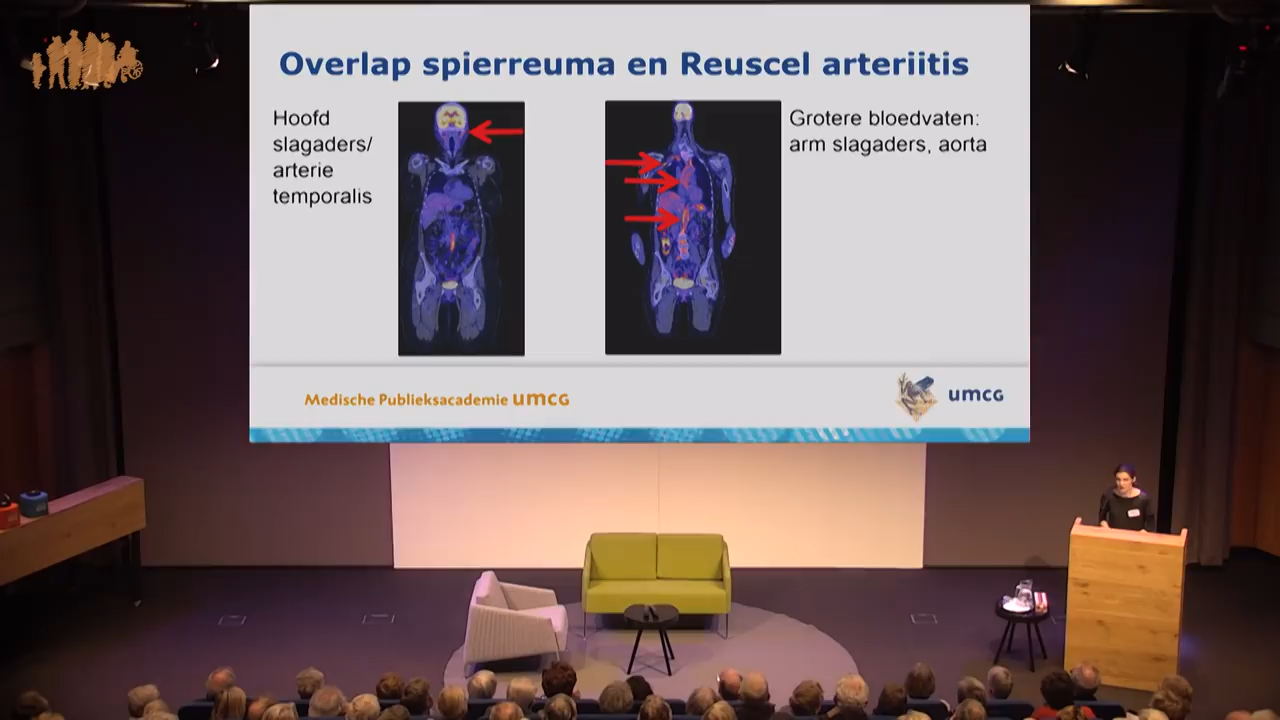 Overlap spierreuma en Reuscel arteriitis
Hoofd
slagaders/
arterie
temporalis
Grotere bloedvaten:
arm slagaders, aorta
Medische Publieksacademie umcg
umcg